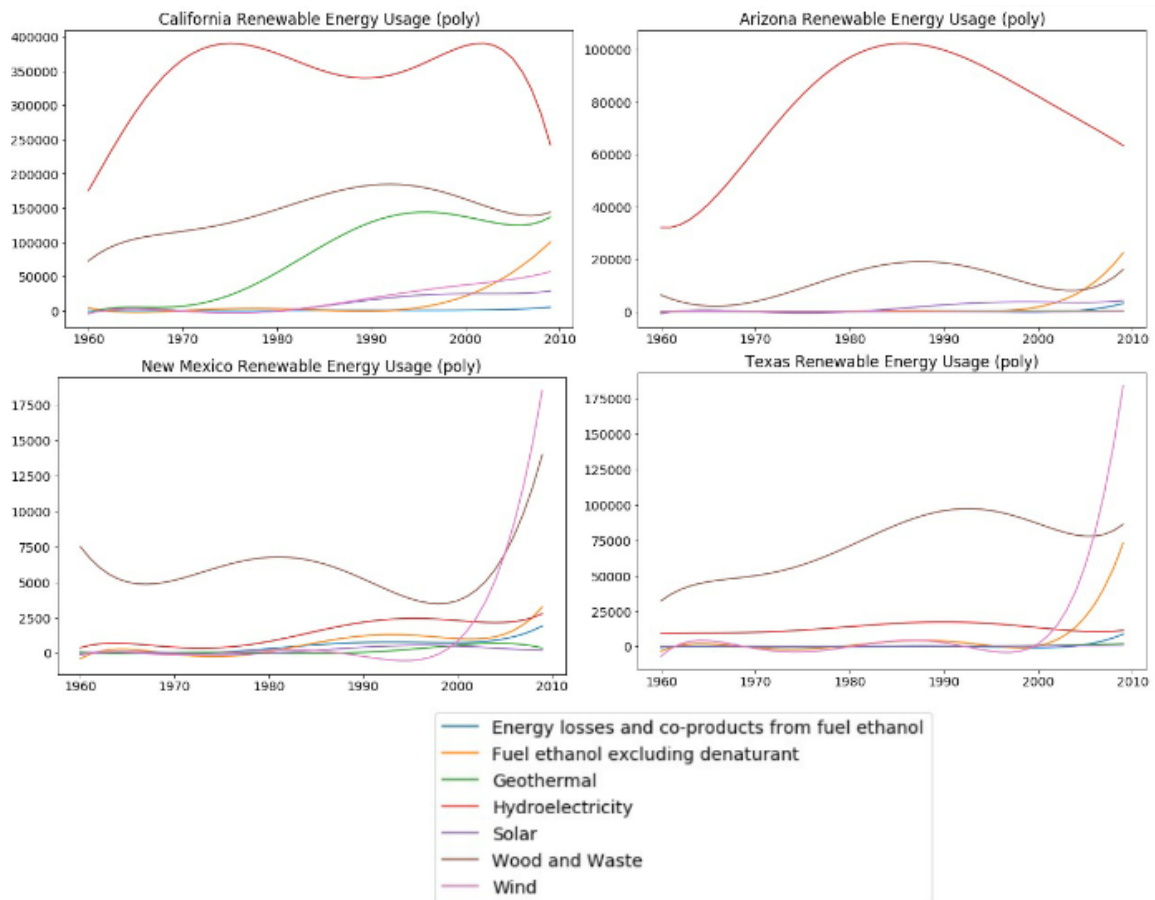 California Renewable Energy Usage (poly)
400000
350000
300000
250000
200000
150000
100000
50000
0
1960 1970 1980 1990 2000 2010
Arizona Renewable Energy Usage (poly)
100000
80000
60000
40000
20000
0
1960 1970 1980 1990 2000 2010
New Mexico Renewable Energy Usage (poly)
17500
15000
12500
10000
7500
5000
2500
0
1960 1970 1980 1990 2000 2010
Texas Renewable Energy Usage (poly)
175000
150000
125000
100000
75000
50000
25000
0
1960 1970 1980 1990 2000 2010
Energy losses and co-products from fuel ethanol
Fuel ethanol excluding denaturant
Geothermal
Hydroelectricity
Solar
Wood and Waste
Wind